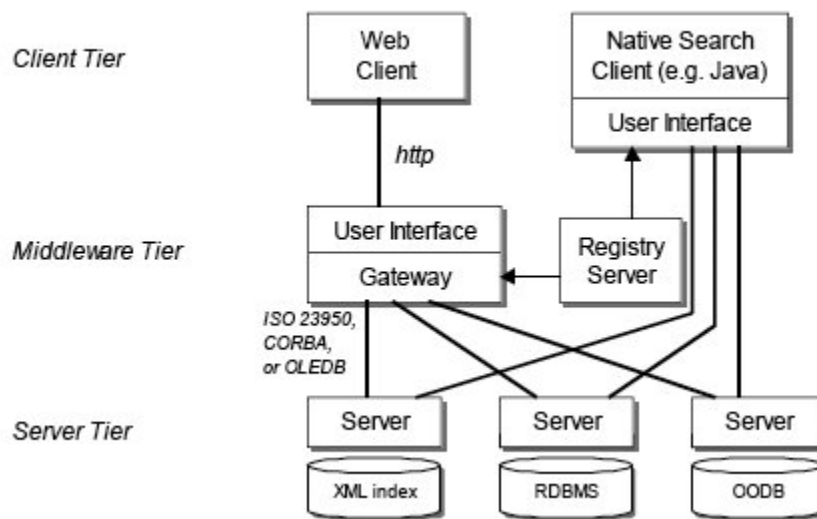 Client Tier
Web
Client
Native Search
Client (e.g. Java)
User Interface
http
Middleware Tier
User Interface
Gateway
Registry
Server
ISO 23950,
CORBA,
or OLEDB
Server Tier
Server
Server
Server
XML index
RDBMS
OODB